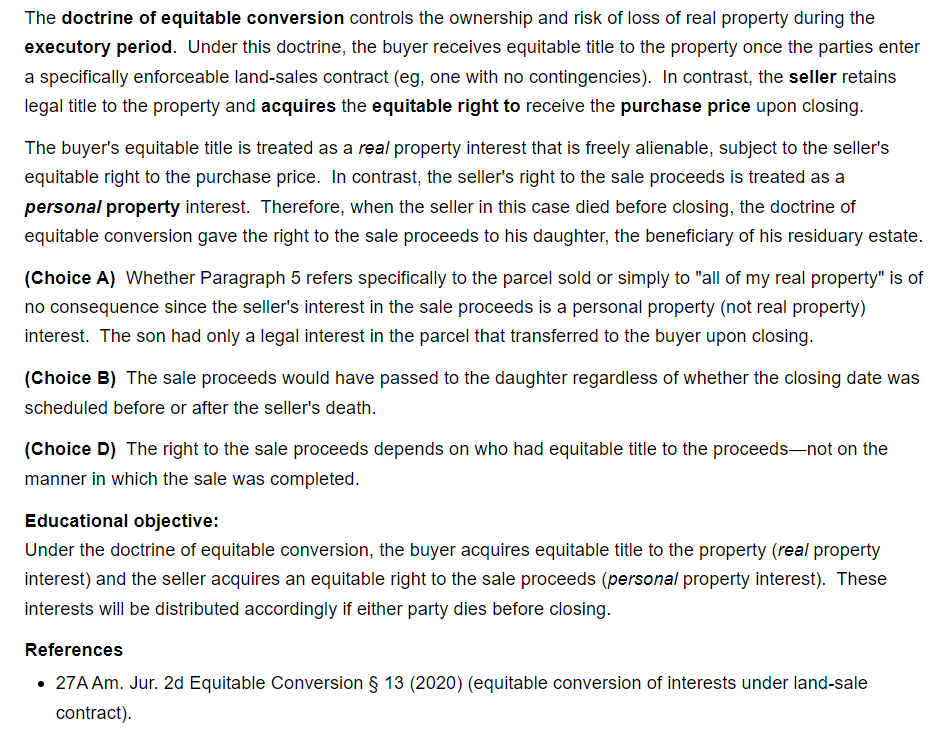 The doctrine of equitable conversion controls the ownership and risk of loss of real property during the
executory period.  Under this doctrine, the buyer receives equitable title to the property once the parties enter
a specifically enforceable land-sales contract (eg, one with no contingencies).  In contrast, the seller retains
legal title to the property and acquires the equitable right to receive the purchase price upon closing.
The buyer's equitable title is treated as a real property interest that is freely alienable, subject to the seller's
equitable right to the purchase price.  In contrast, the seller's right to the sale proceeds is treated as a
personal property interest.  Therefore, when the seller in this case died before closing, the doctrine of
equitable conversion gave the right to the sale proceeds to his daughter, the beneficiary of his residuary estate.
(Choice A)  Whether Paragraph 5 refers specifically to the parcel sold or simply to "all of my real property" is of
no consequence since the seller's interest in the sale proceeds is a personal property (not real property)
interest.  The son had only a legal interest in the parcel that transferred to the buyer upon closing.
(Choice B)  The sale proceeds would have passed to the daughter regardless of whether the closing date was
scheduled before or after the seller's death.
(Choice D)  The right to the sale proceeds depends on who had equitable title to the proceeds—not on the
manner in which the sale was completed.
Educational objective:
Under the doctrine of equitable conversion, the buyer acquires equitable title to the property (real property
interest) and the seller acquires an equitable right to the sale proceeds (personal property interest).  These
interests will be distributed accordingly if either party dies before closing.
References
• 27A Am. Jur. 2d Equitable Conversion § 13 (2020) (equitable conversion of interests under land-sale
contract).